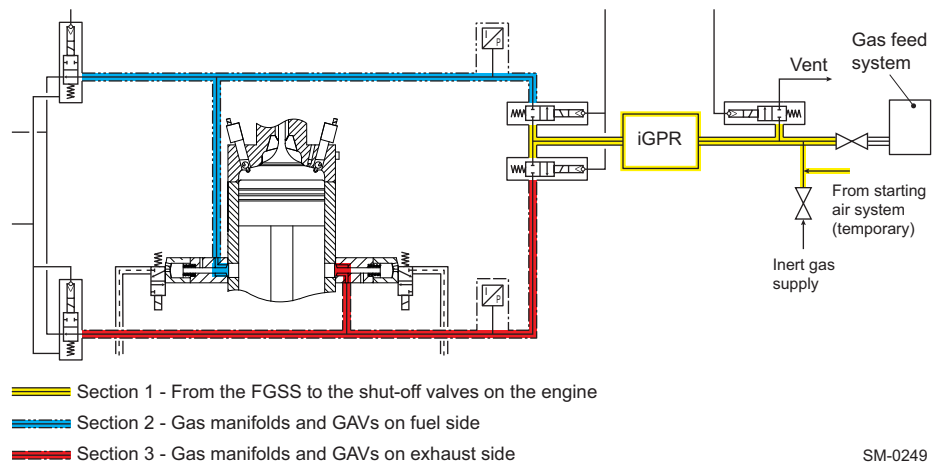 Gas feed
system
Vent
I
P
iGPR
From starting
air system
(temporary)
Inert gas
supply
I
P
Section 1 - From the FGSS to the shut-off valves on the engine
Section 2 - Gas manifolds and GAVs on fuel side
Section 3 - Gas manifolds and GAVs on exhaust side
SM-0249